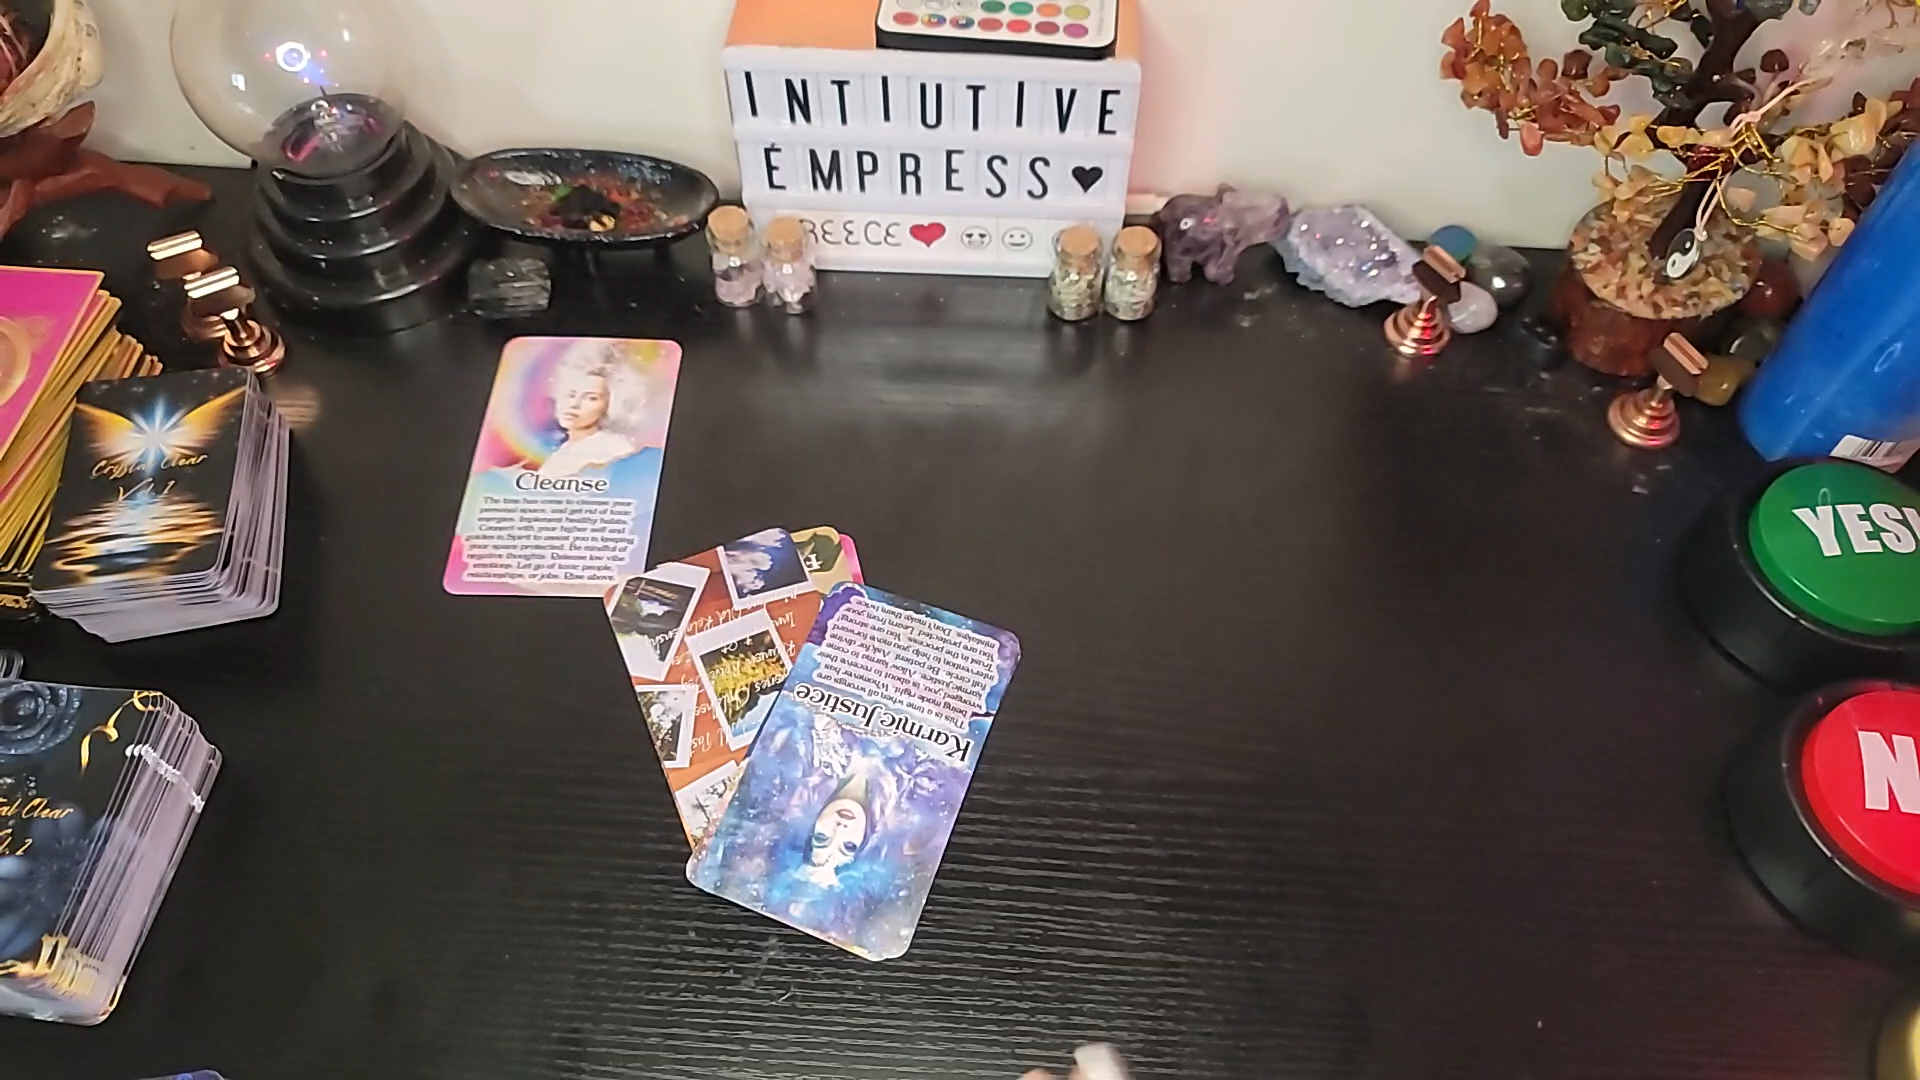 INTIUTIVE
ÉMPRESS ♥
REECE
Crystal Clear
Vol. 1
Cleanse
The time has come to cleanse your
personal space, and get rid of toxic
energies. Implement healthy habits.
Connect with your higher self and
guides in Spirit to assist you in keeping
your space protected. Be mindful of
negative thoughts. Release low vibe
emotions. Let go of toxic people,
relationships, or jobs. Rise above.
YES!
Karmic Justice
This is a time when all wrongs are
being made right. Whomever has
wronged you, is about to receive their
karmic justice. Allow karma to come
full circle. Be patient. Ask for divine
intervention to help you move forward
Trust in the process. You are strong!
You are protected. Learn from your
mistakes. Don't make them twice.
N
tal Clear
l. 2